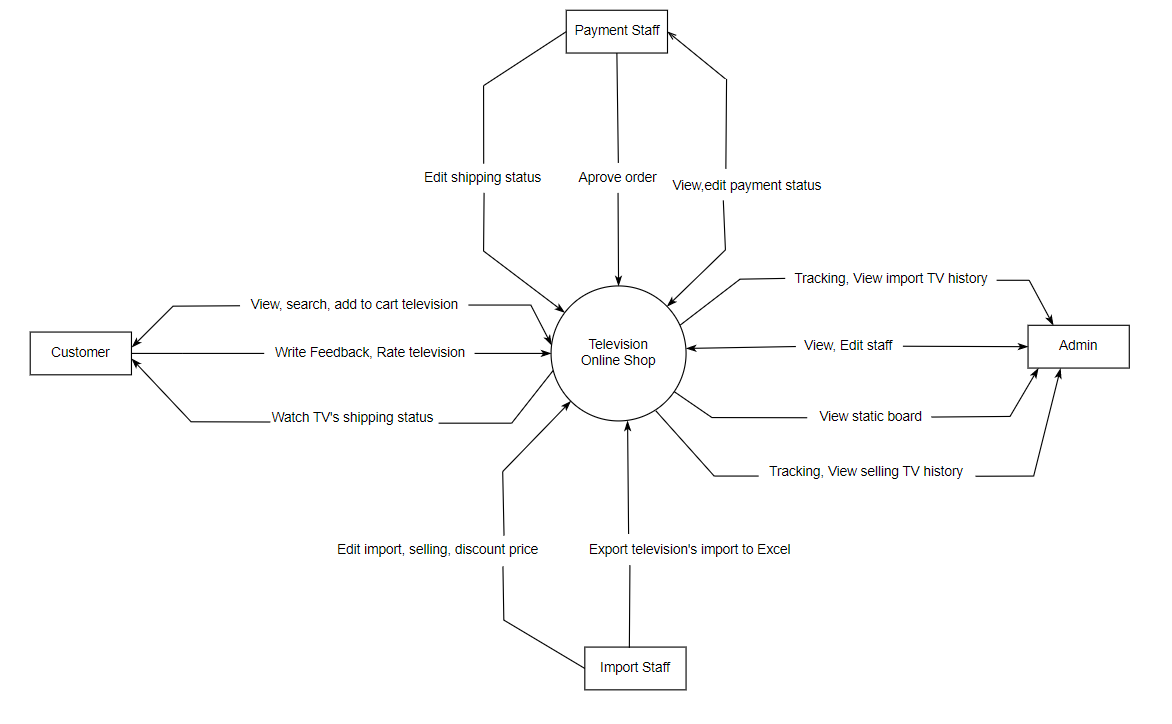 Payment Staff
Edit shipping status
Aprove order
View,edit payment status
Tracking, View import TV history
View, search, add to cart television
Television
Online Shop
Customer
Write Feedback, Rate television
View, Edit staff
Admin
Watch TV's shipping status
View static board
Tracking, View selling TV history
Edit import, selling, discount price
Export television's import to Excel
Import Staff